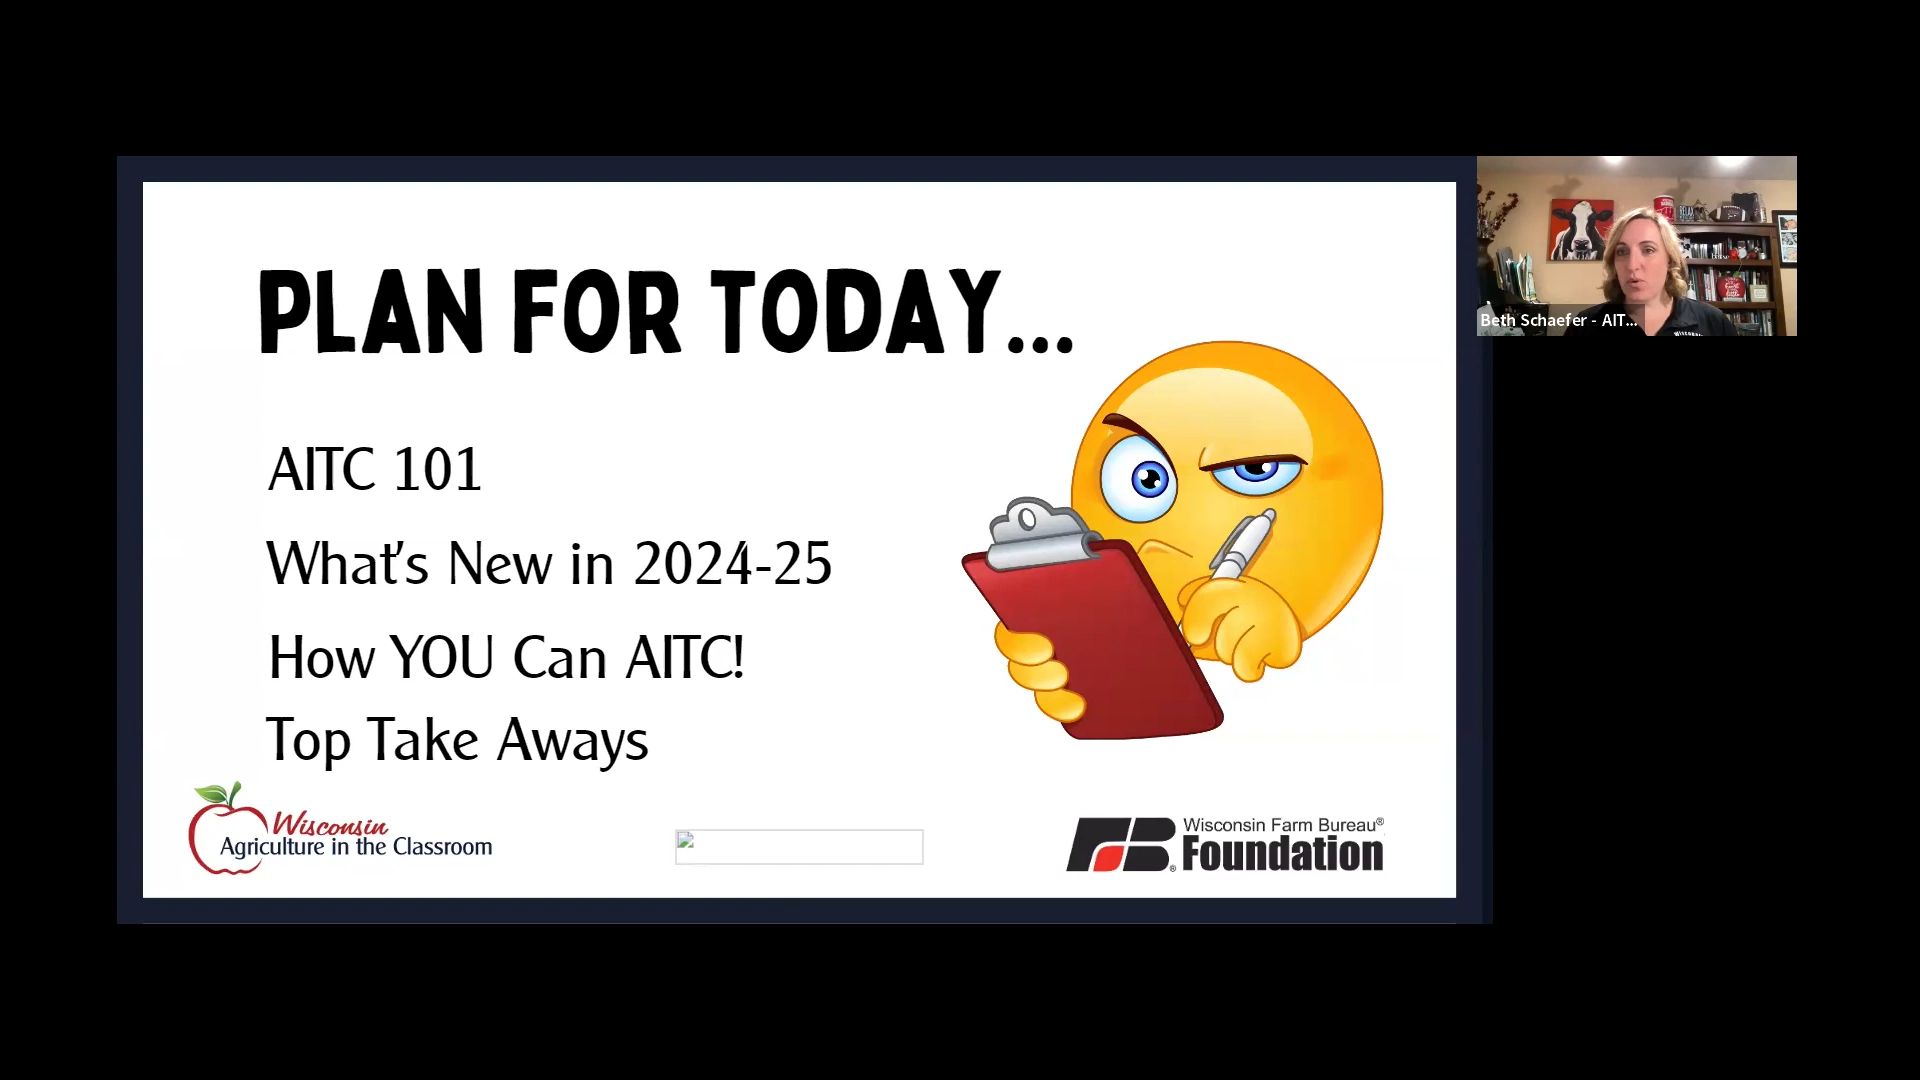 PLAN FOR TODAY...
AITC 101
What's New in 2024-25
How YOU Can AITC!
Top Take Aways
Wisconsin
Agriculture in the Classroom
Wisconsin Farm Bureau®
Foundation
Beth Schaefer - AIT...